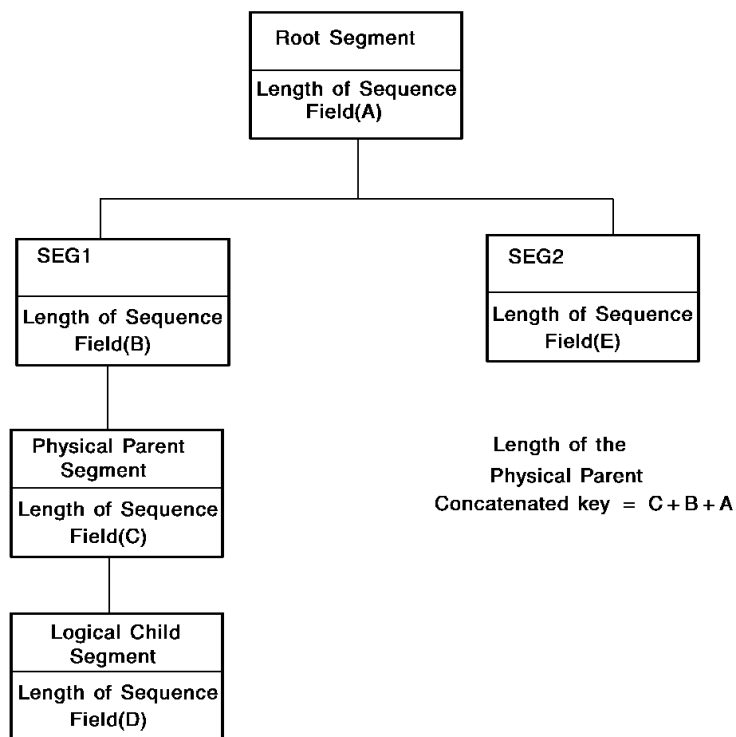 Root Segment
Length of Sequence
Field(A)
SEG1
Length of Sequence
Field(B)
SEG2
Length of Sequence
Field(E)
Physical Parent
Segment
Length of Sequence
Field(C)
Length of the
Physical Parent
Concatenated key = C+B+A
Logical Child
Segment
Length of Sequence
Field(D)